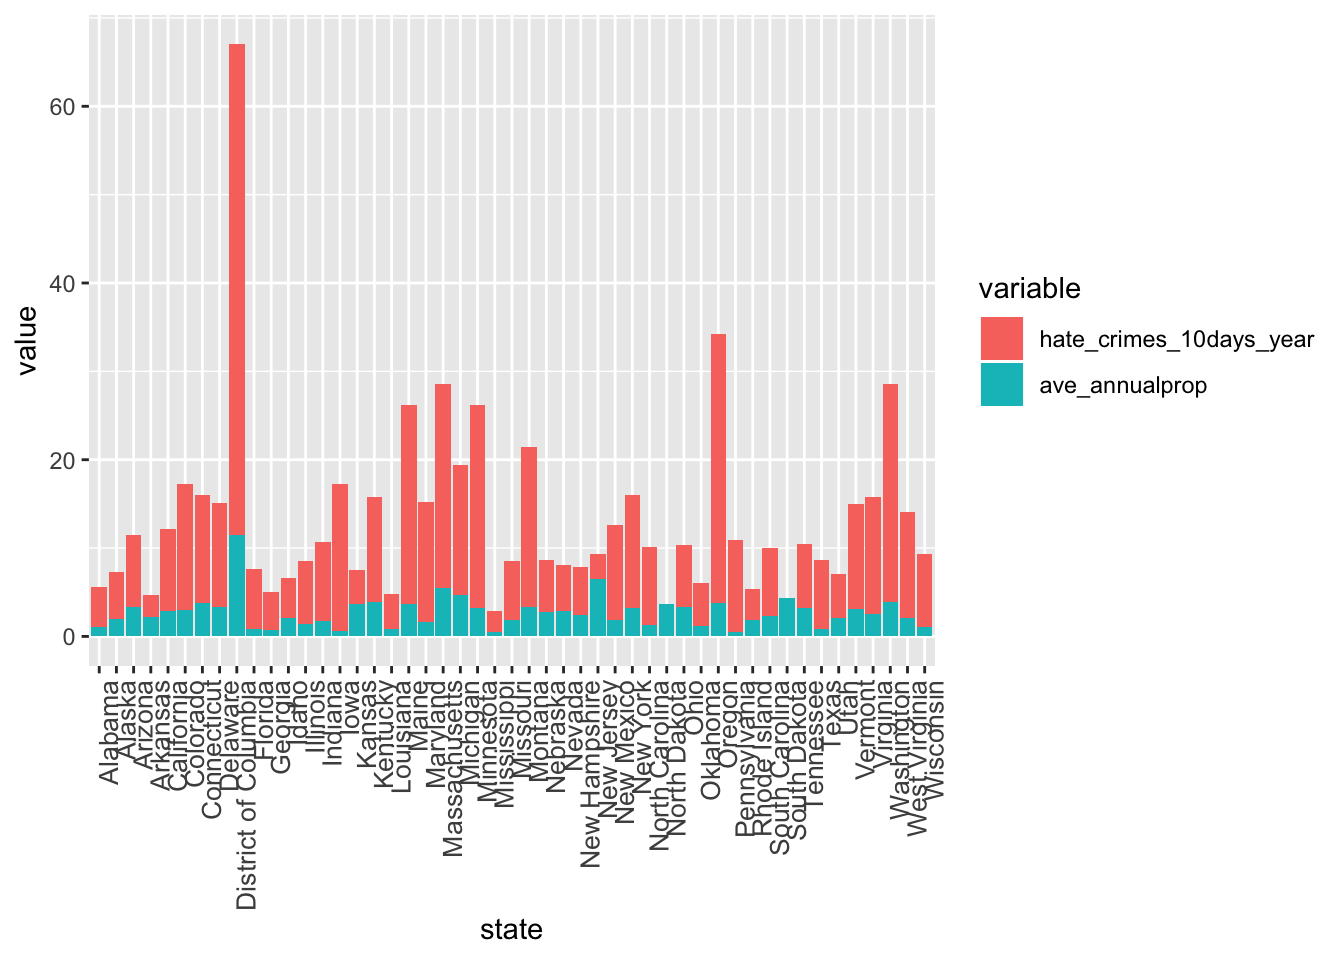 60
40
20
0
value
Alabama
Alaska
Arizona
Arkansas
California
Colorado
Connecticut
Delaware
District of Columbia
Florida
Georgia
Idaho
Illinois
Indiana
Iowa
Kansas
Kentucky
Louisiana
Maine
Maryland
Massachusetts
Michigan
Minnesota
Mississippi
Missouri
Montana
Nebraska
Nevada
New Hampshire
New Jersey
New Mexico
New York
North Carolina
North Dakota
Ohio
Oklahoma
Oregon
Pennsylvania
Rhode Island
South Carolina
South Dakota
Tennessee
Texas
Utah
Vermont
Virginia
Washington
West Virginia
Wisconsin
state
variable
hate_crimes_10days_year
ave_annualprop